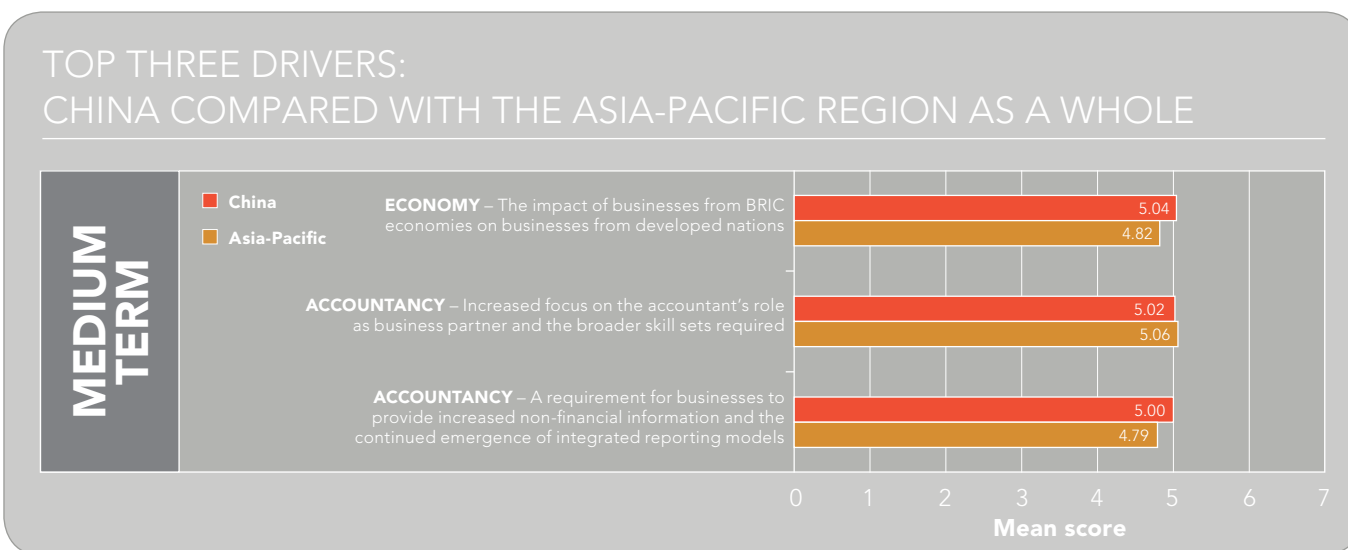 TOP THREE DRIVERS:
CHINA COMPARED WITH THE ASIA-PACIFIC REGION AS A WHOLE
MEDIUM
TERM
China
Asia-Pacific
ECONOMY – The impact of businesses from BRIC
economies on businesses from developed nations
5.04
4.82
ACCOUNTANCY – Increased focus on the accountant's role
as business partner and the broader skill sets required
5.02
5.06
ACCOUNTANCY – A requirement for businesses to
provide increased non-financial information and the
continued emergence of integrated reporting models
5.00
4.79
0 1 2 3 4 5 6 7
Mean score